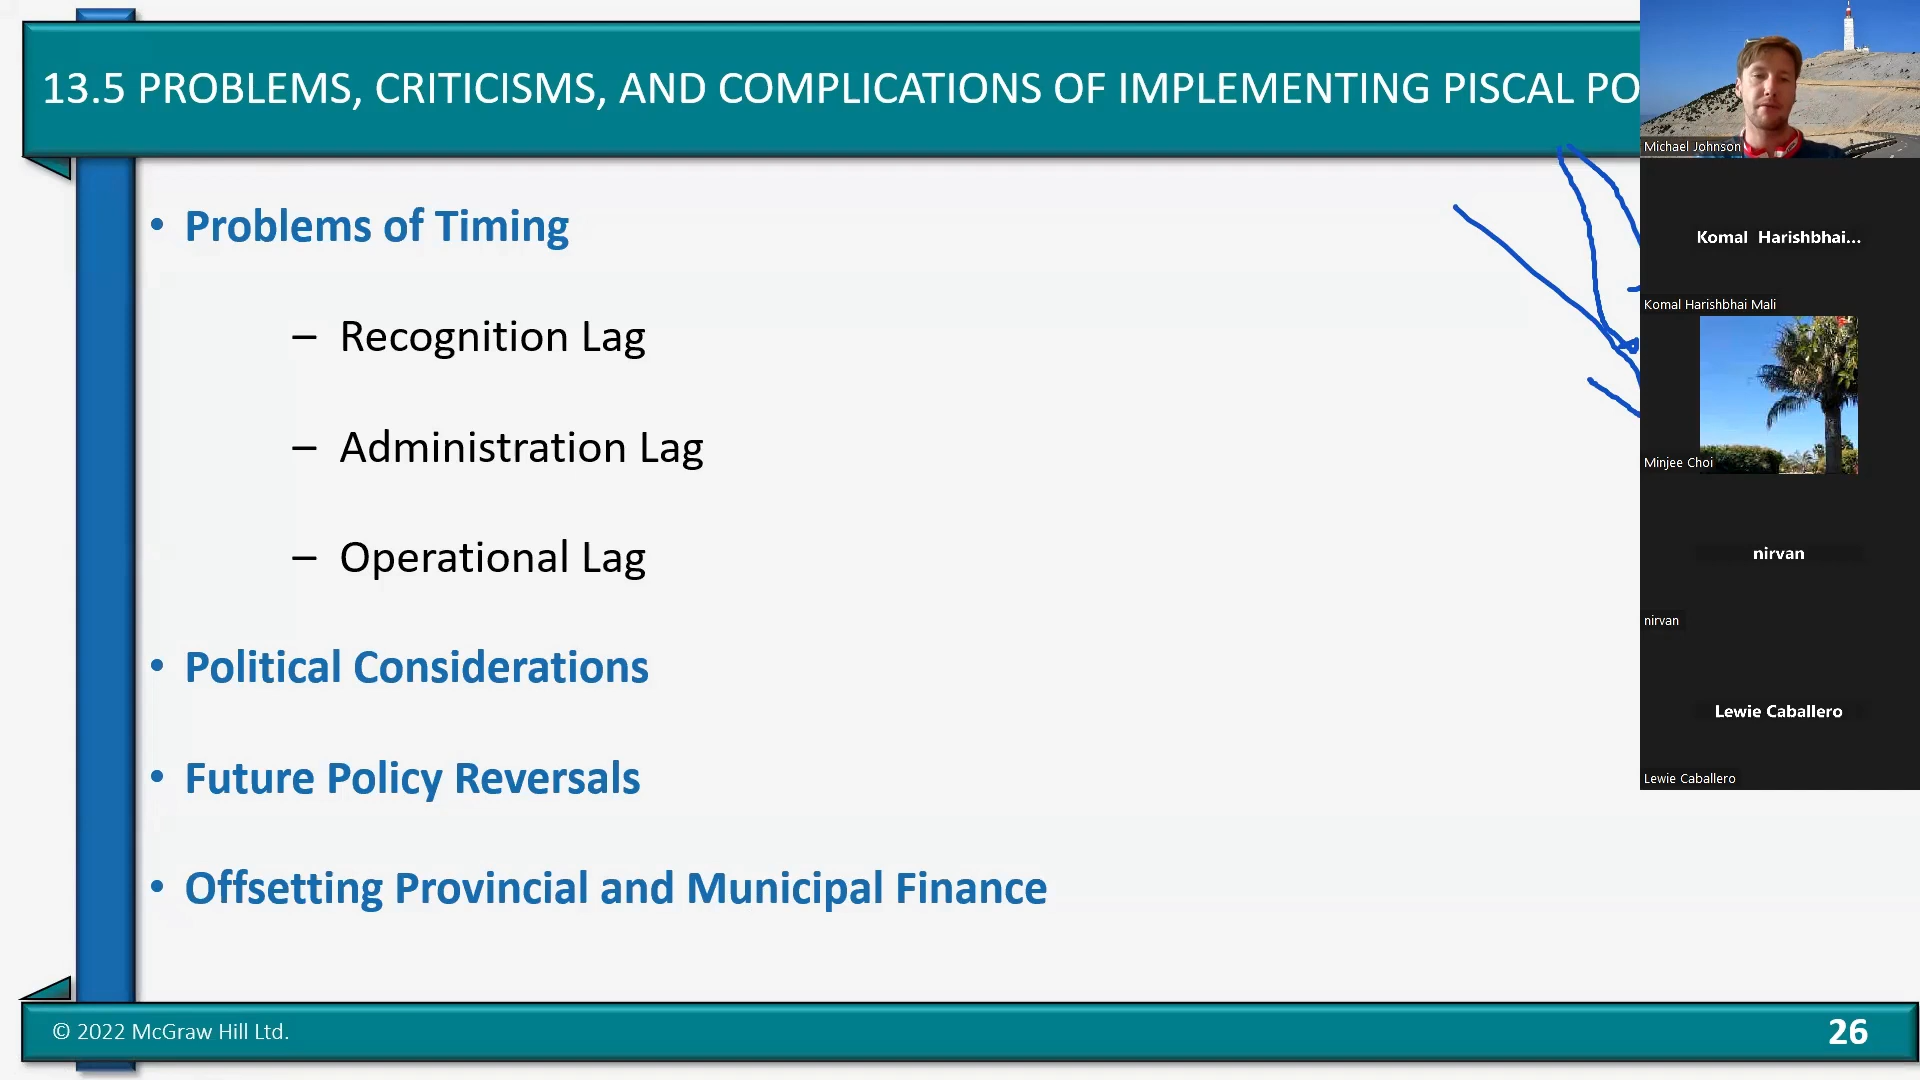 13.5 PROBLEMS, CRITICISMS, AND COMPLICATIONS OF IMPLEMENTING PISCAL PO
• Problems of Timing
– Recognition Lag
– Administration Lag
– Operational Lag
• Political Considerations
• Future Policy Reversals
• Offsetting Provincial and Municipal Finance
© 2022 McGraw Hill Ltd.
26
Michael Johnson
Komal Harishbhai...
Komal Harishbhai Mali
Minjee Choi
nirvan
nirvan
Lewie Caballero
Lewie Caballero